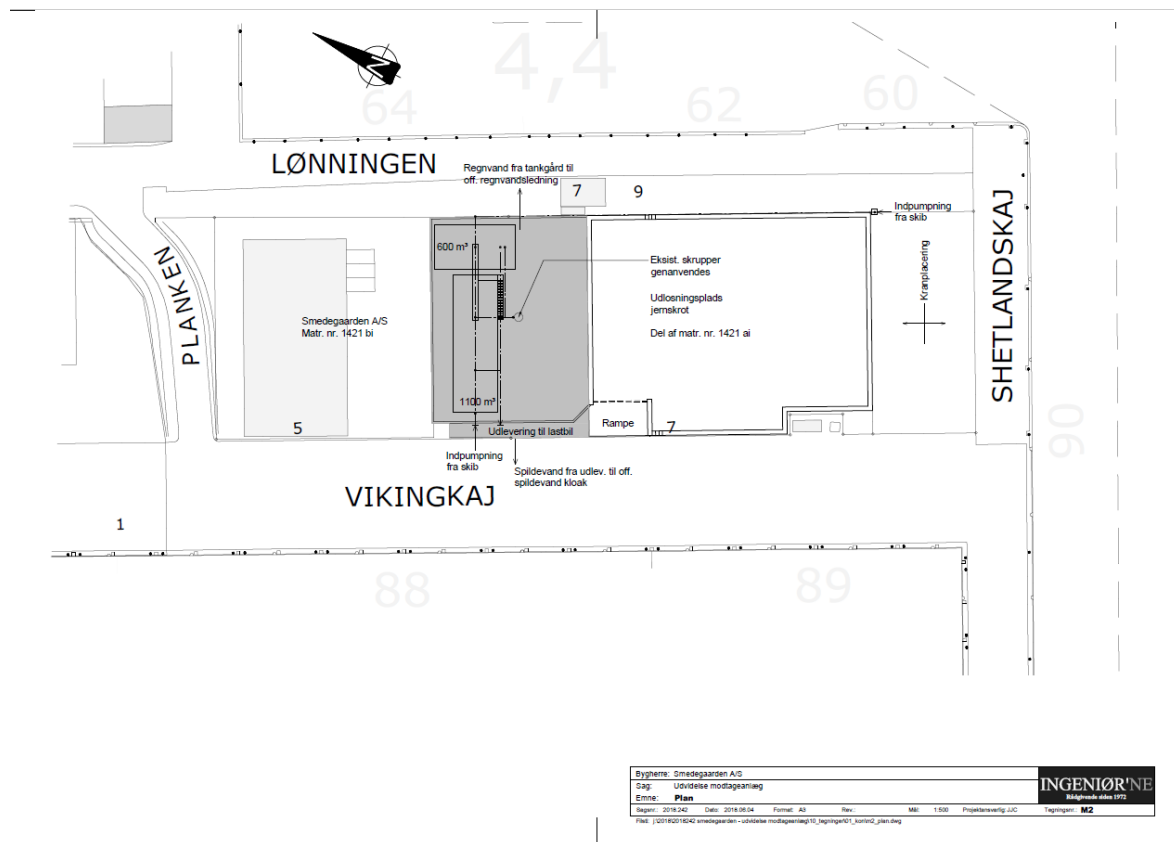 4,4
64
62
60
N
LØNNINGEN
Regnvand fra tankgård til
off. regnvandsledning
7
9
Indpumpning
fra skib
600 m³
Eksist. skrupper
genanvendes
Kranplacering
SHETLANDSKAJ
PLANKEN
Smedegaarden A/S
Matr. nr. 1421 bi
Udlosningsplads
jernskrot
Del af matr. nr. 1421 ai
1100 m³
5
Udlevering til lastbil
Rampe
7
90
Indpumpning
fra skib
Spildevand fra udlev. til off.
spildevand kloak
VIKINGKAJ
1
88
89
Bygherre: Smedegaarden A/S
Sag: Udvidelse modtageanlæg
Emne: Plan
Sagsnr.: 2018.242 Dato: 2018.06.04 Format: A3 Rev.: Mål: 1:500 Projektansvarlig: JJC Tegningsnr.: M2
INGENIØR'NE
Rådgivende siden 1972